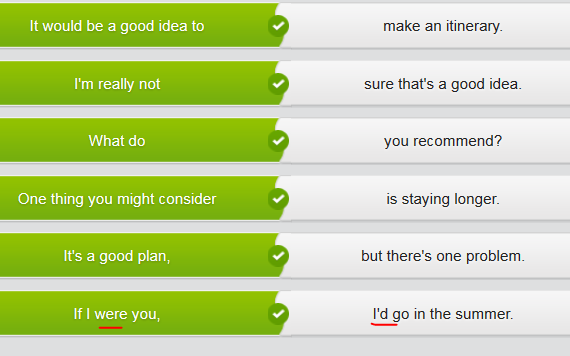 It would be a good idea to make an itinerary.
I'm really not sure that's a good idea.
What do you recommend?
One thing you might consider is staying longer.
It's a good plan, but there's one problem.
If I were you, I'd go in the summer.